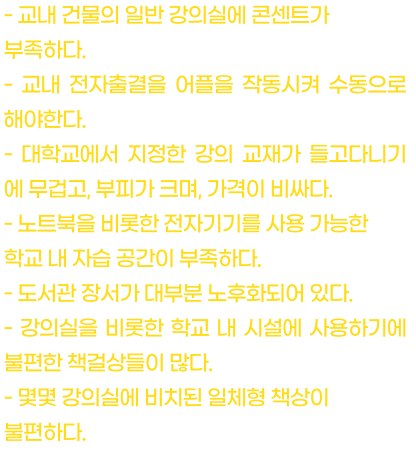 - 교내 건물의 일반 강의실에 콘센트가
부족하다.
- 교내 전자출결을 어플을 작동시켜 수동으로
해야한다.
- 대학교에서 지정한 강의 교재가 들고다니기
에 무겁고, 부피가 크며, 가격이 비싸다.
- 노트북을 비롯한 전자기기를 사용 가능한
학교 내 자습 공간이 부족하다.
- 도서관 장서가 대부분 노후화되어 있다.
- 강의실을 비롯한 학교 내 시설에 사용하기에
불편한 책걸상들이 많다.
- 몇몇 강의실에 비치된 일체형 책상이
불편하다.